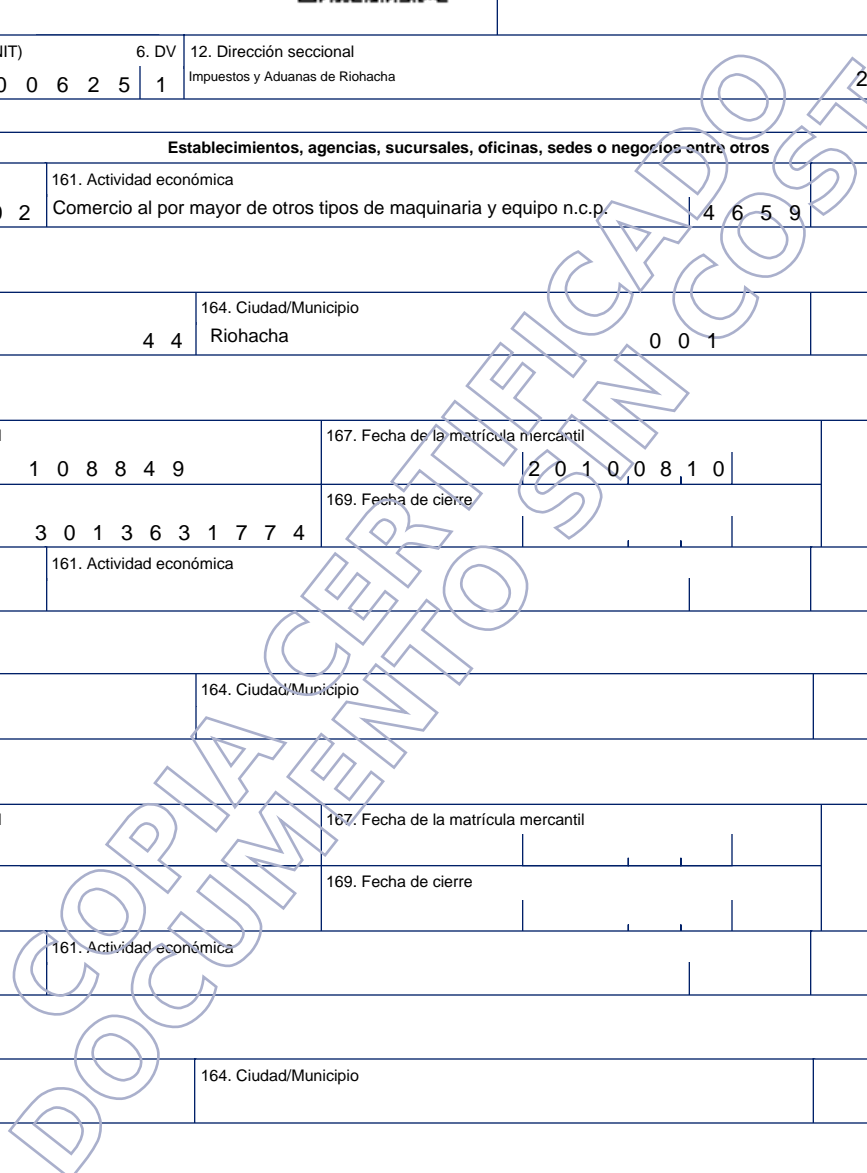 IT) 6. DV 12. Dirección seccional
0 0 6 2 5 1 Impuestos y Aduanas de Riohacha 2
Establecimientos, agencias, sucursales, oficinas, sedes o negocios entre otros
161. Actividad económica
2 Comercio al por mayor de otros tipos de maquinaria y equipo n.c.p. 4 6 5 9
164. Ciudad/Municipio
4 4 Riohacha 0 0 1
167. Fecha de la matrícula mercantil
1 0 8 8 4 9 2 0 1 0 0 8 1 0
169. Fecha de cierre
3 0 1 3 6 3 1 7 7 4
161. Actividad económica
164. Ciudad/Municipio
167. Fecha de la matrícula mercantil
169. Fecha de cierre
161. Actividad económica
164. Ciudad/Municipio
COPIA CERTIFICADO
DOCUMENTO SIN COST